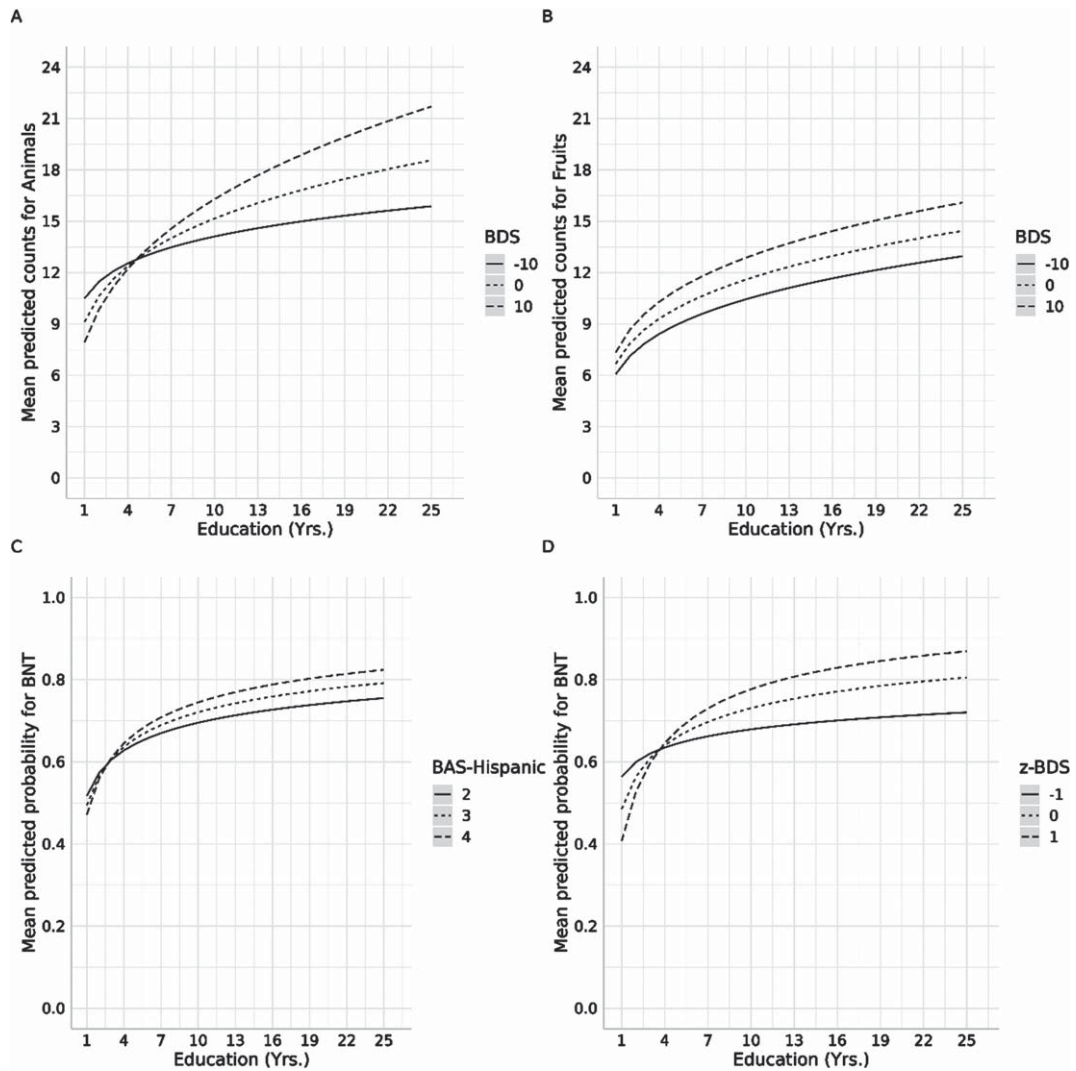 A
Mean predicted counts for Animals
24
21
18
15
12
9
6
3
0
1 4 7 10 13 16 19 22 25
Education (Yrs.)
BDS
-10
0
10
B
Mean predicted counts for Fruits
24
21
18
15
12
9
6
3
0
1 4 7 10 13 16 19 22 25
Education (Yrs.)
BDS
-10
0
10
C
Mean predicted probability for BNT
1.0
0.8
0.6
0.4
0.2
0.0
1 4 7 10 13 16 19 22 25
Education (Yrs.)
BAS-Hispanic
2
3
4
D
Mean predicted probability for BNT
1.0
0.8
0.6
0.4
0.2
0.0
1 4 7 10 13 16 19 22 25
Education (Yrs.)
z-BDS
-1
0
1